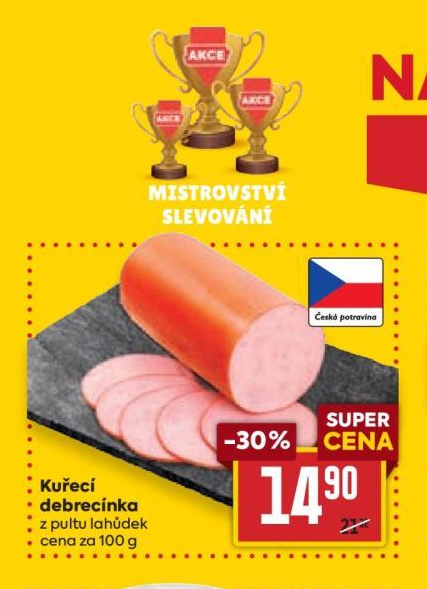 AKCE
AKCE
AKCE
MISTROVSTVÍ
SLEVOVÁNÍ
Česká potravina
-30%
SUPER
CENA
14 90
Kuřecí
debrecínka
z pultu lahůdek
cena za 100 g